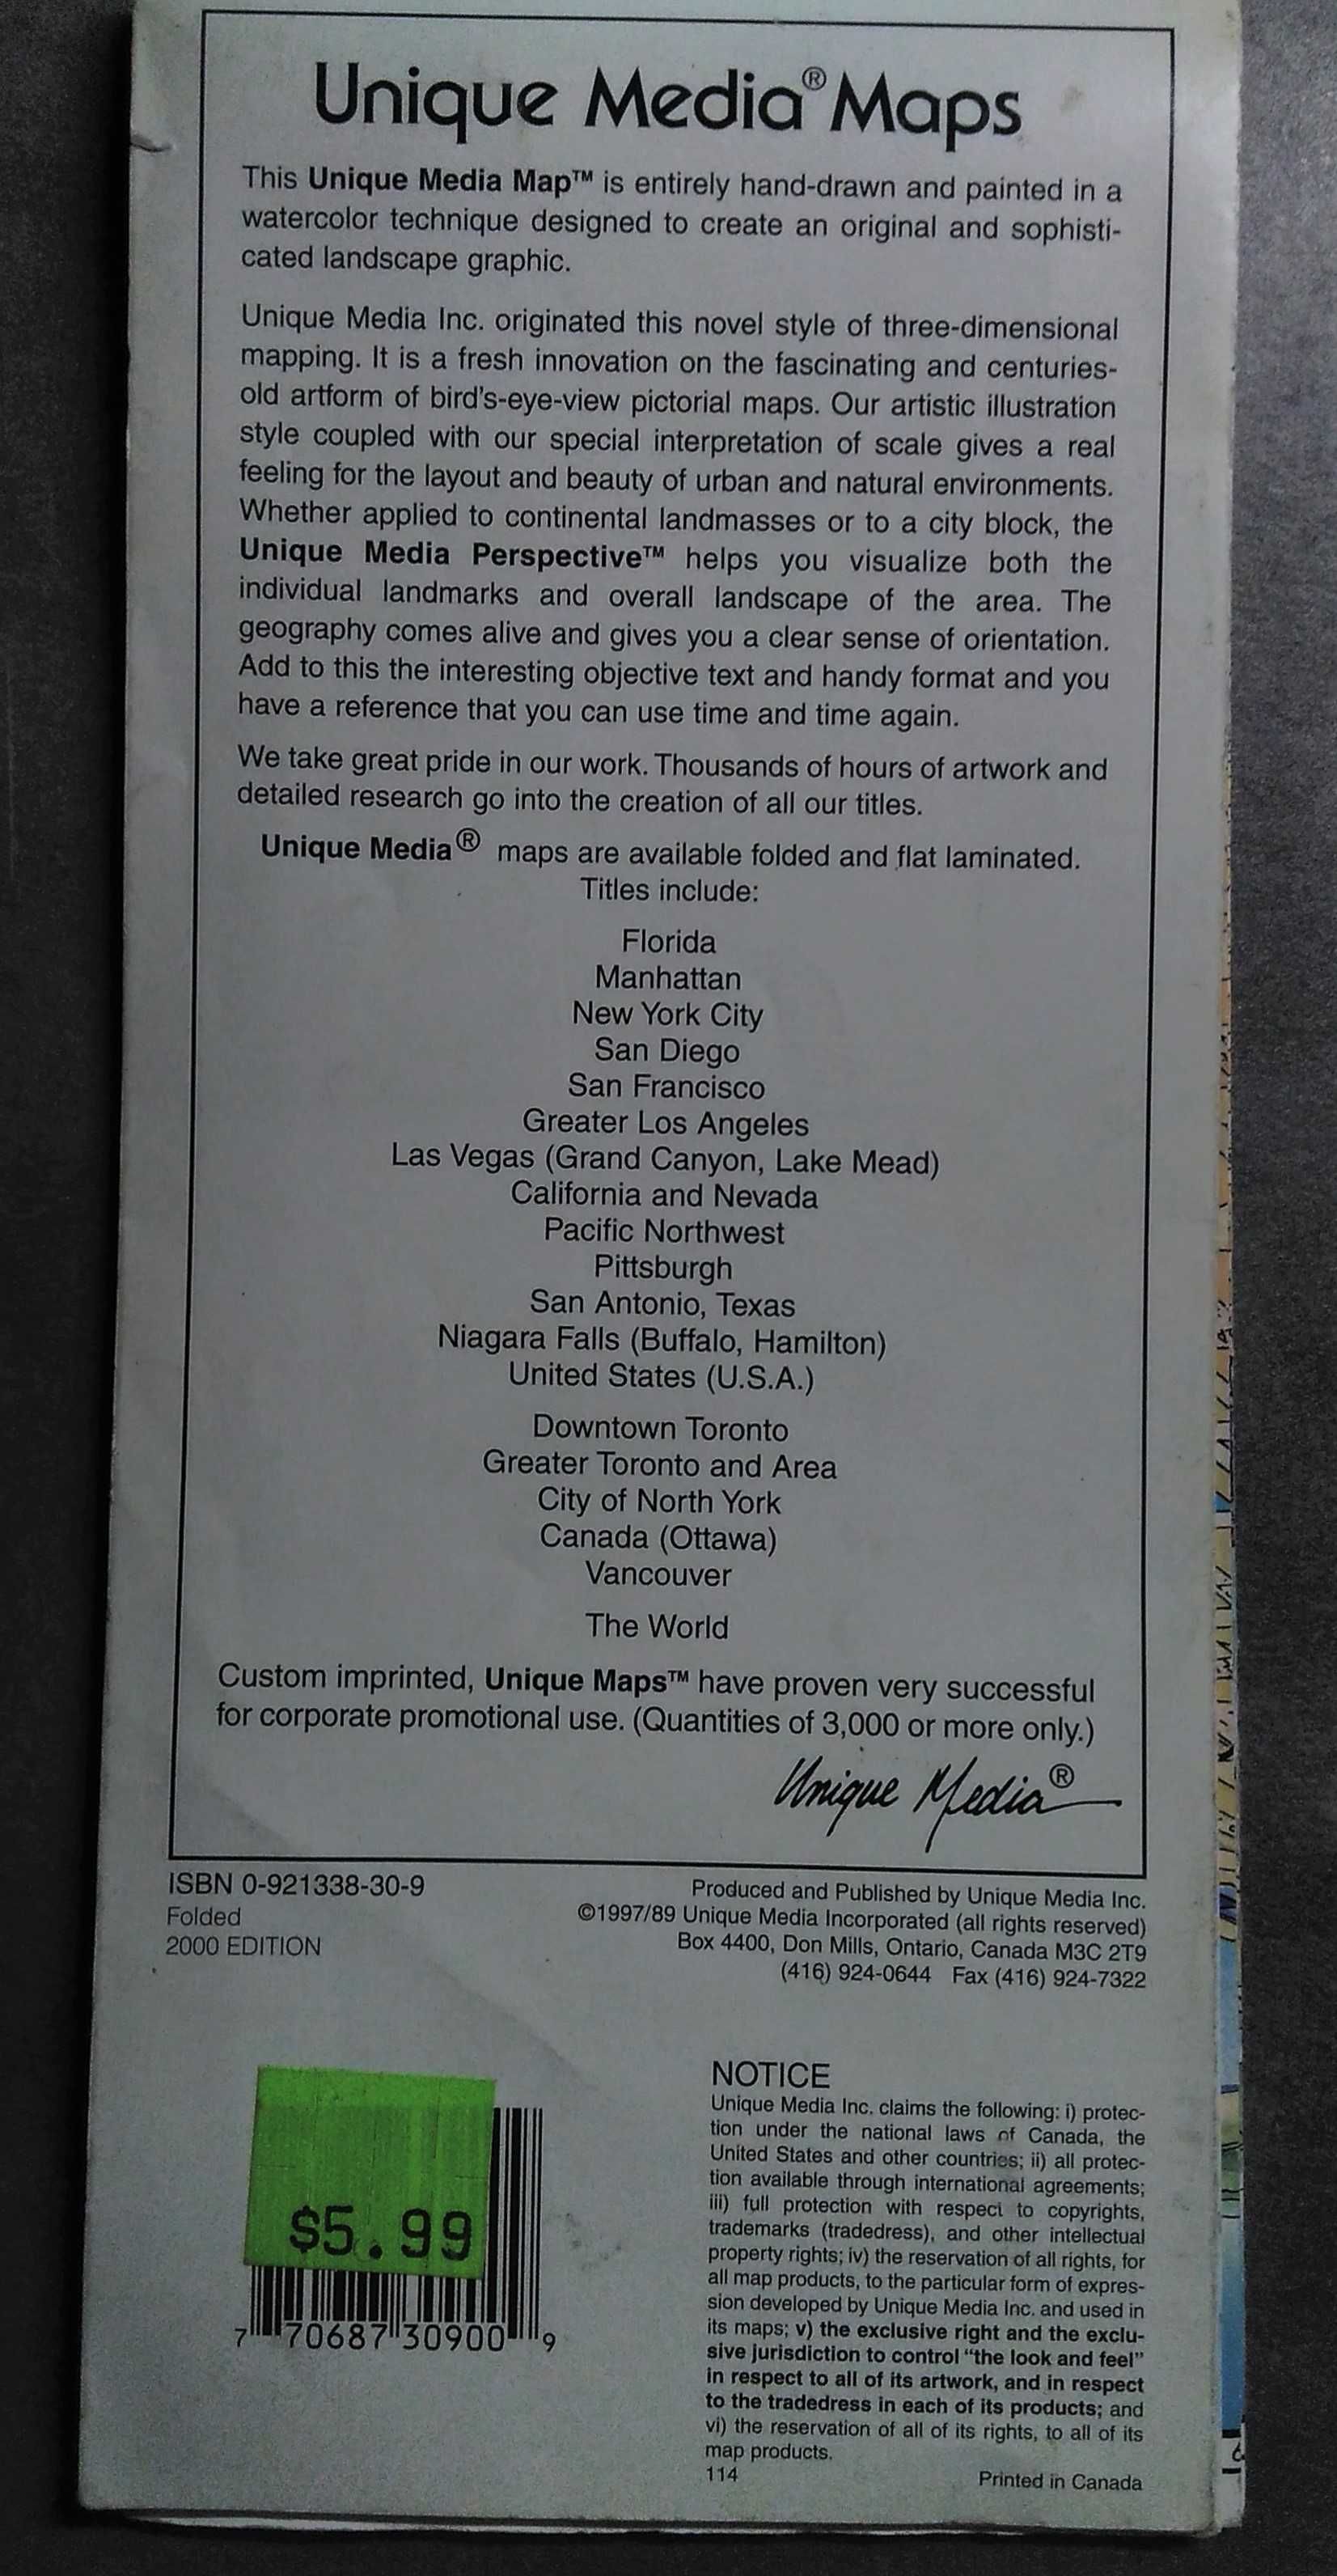 Unique Media® Maps
This Unique Media Map™ is entirely hand-drawn and painted in a
watercolor technique designed to create an original and sophisti-
cated landscape graphic.
Unique Media Inc. originated this novel style of three-dimensional
mapping. It is a fresh innovation on the fascinating and centuries-
old artform of bird's-eye-view pictorial maps. Our artistic illustration
style coupled with our special interpretation of scale gives a real
feeling for the layout and beauty of urban and natural environments.
Whether applied to continental landmasses or to a city block, the
Unique Media Perspective™ helps you visualize both the
individual landmarks and overall landscape of the area. The
geography comes alive and gives you a clear sense of orientation.
Add to this the interesting objective text and handy format and you
have a reference that you can use time and time again.
We take great pride in our work. Thousands of hours of artwork and
detailed research go into the creation of all our titles.
Unique Media® maps are available folded and flat laminated.
Titles include:
Florida
Manhattan
New York City
San Diego
San Francisco
Greater Los Angeles
Las Vegas (Grand Canyon, Lake Mead)
California and Nevada
Pacific Northwest
Pittsburgh
San Antonio, Texas
Niagara Falls (Buffalo, Hamilton)
United States (U.S.A.)
Downtown Toronto
Greater Toronto and Area
City of North York
Canada (Ottawa)
Vancouver
The World
Custom imprinted, Unique Maps™ have proven very successful
for corporate promotional use. (Quantities of 3,000 or more only.)
Unique Media®
ISBN 0-921338-30-9
Folded
2000 EDITION
Produced and Published by Unique Media Inc.
©1997/89 Unique Media Incorporated (all rights reserved)
Box 4400, Don Mills, Ontario, Canada M3C 2T9
(416) 924-0644 Fax (416) 924-7322
$5.99
7 70687 30900 9
NOTICE
Unique Media Inc. claims the following: i) protec-
tion under the national laws of Canada, the
United States and other countries; ii) all protec-
tion available through international agreements;
iii) full protection with respect to copyrights,
trademarks (tradedress), and other intellectual
property rights; iv) the reservation of all rights, for
all map products, to the particular form of expres-
sion developed by Unique Media Inc. and used in
its maps; v) the exclusive right and the exclu-
sive jurisdiction to control "the look and feel"
in respect to all of its artwork, and in respect
to the tradedress in each of its products; and
vi) the reservation of all of its rights, to all of its
map products.
114
Printed in Canada